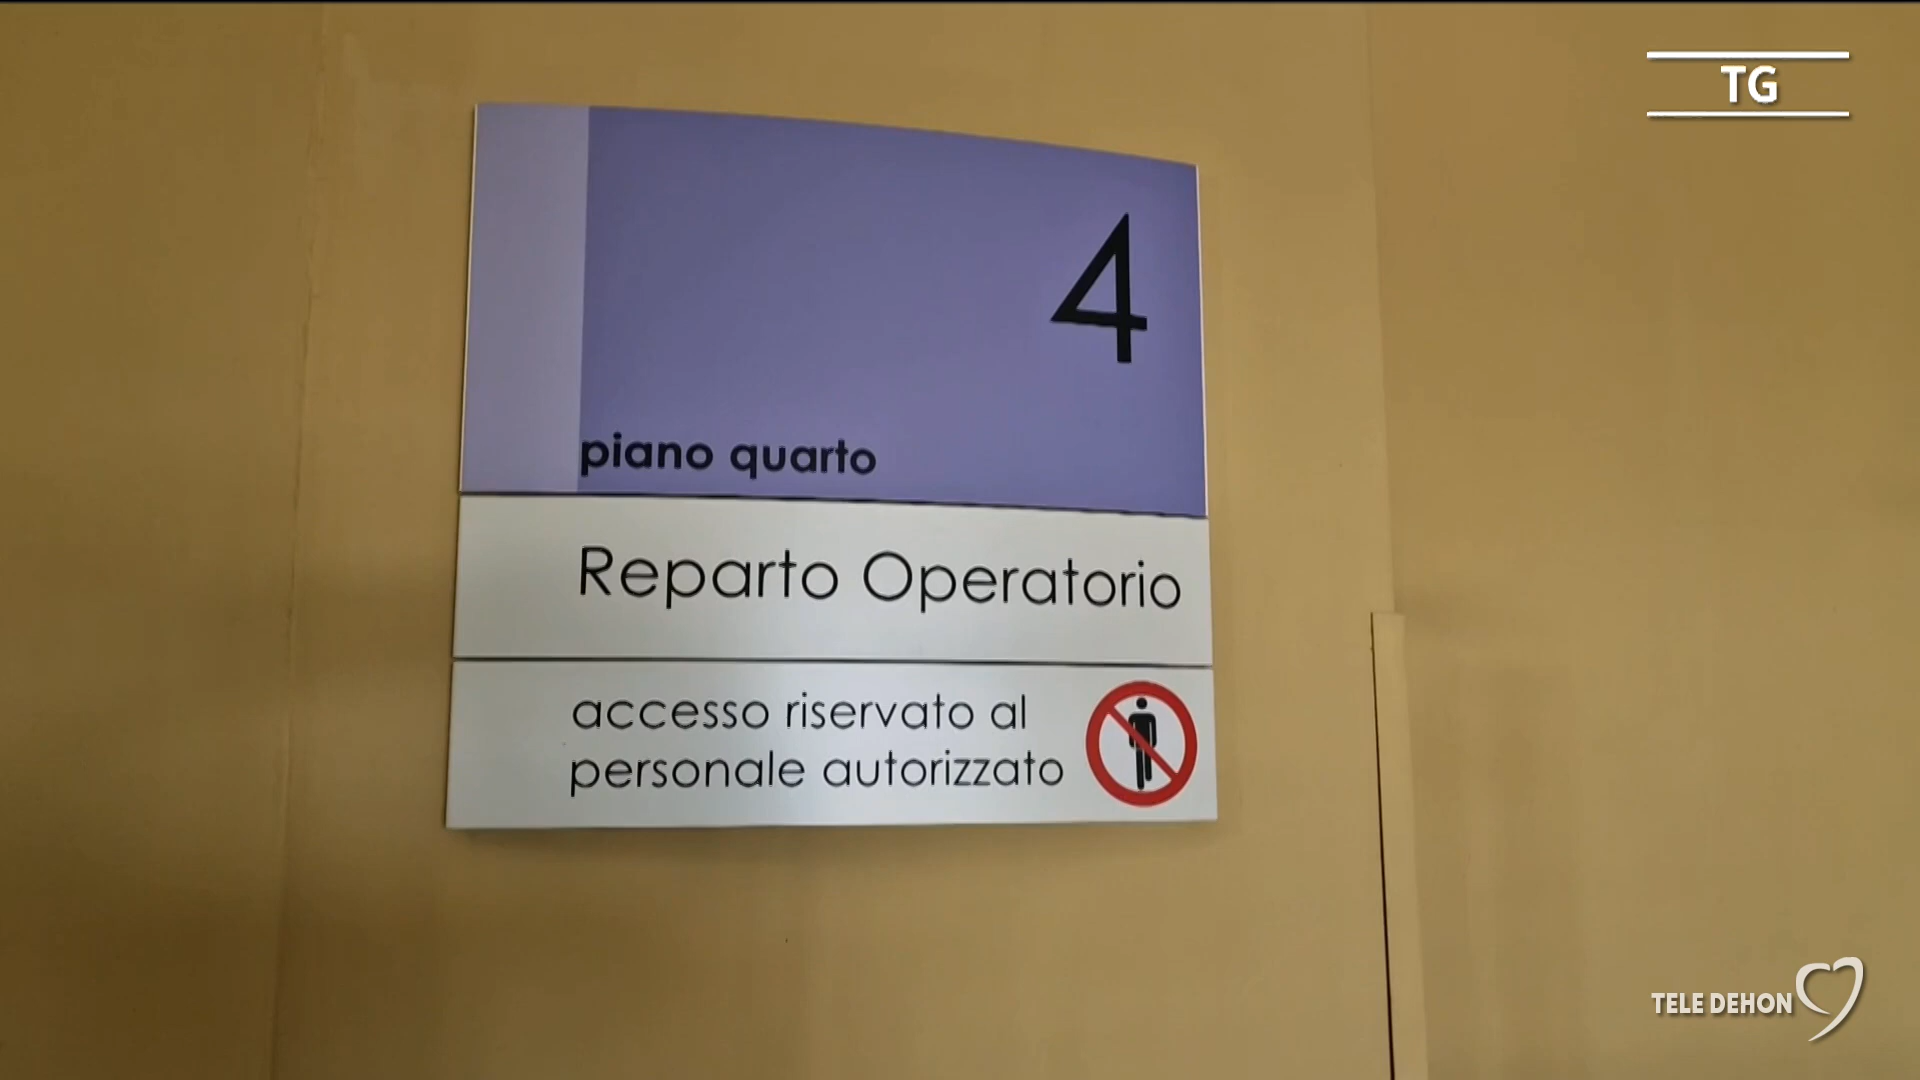 TG
4
piano quarto
Reparto Operatorio
accesso riservato al
personale autorizzato
TELE DEHON